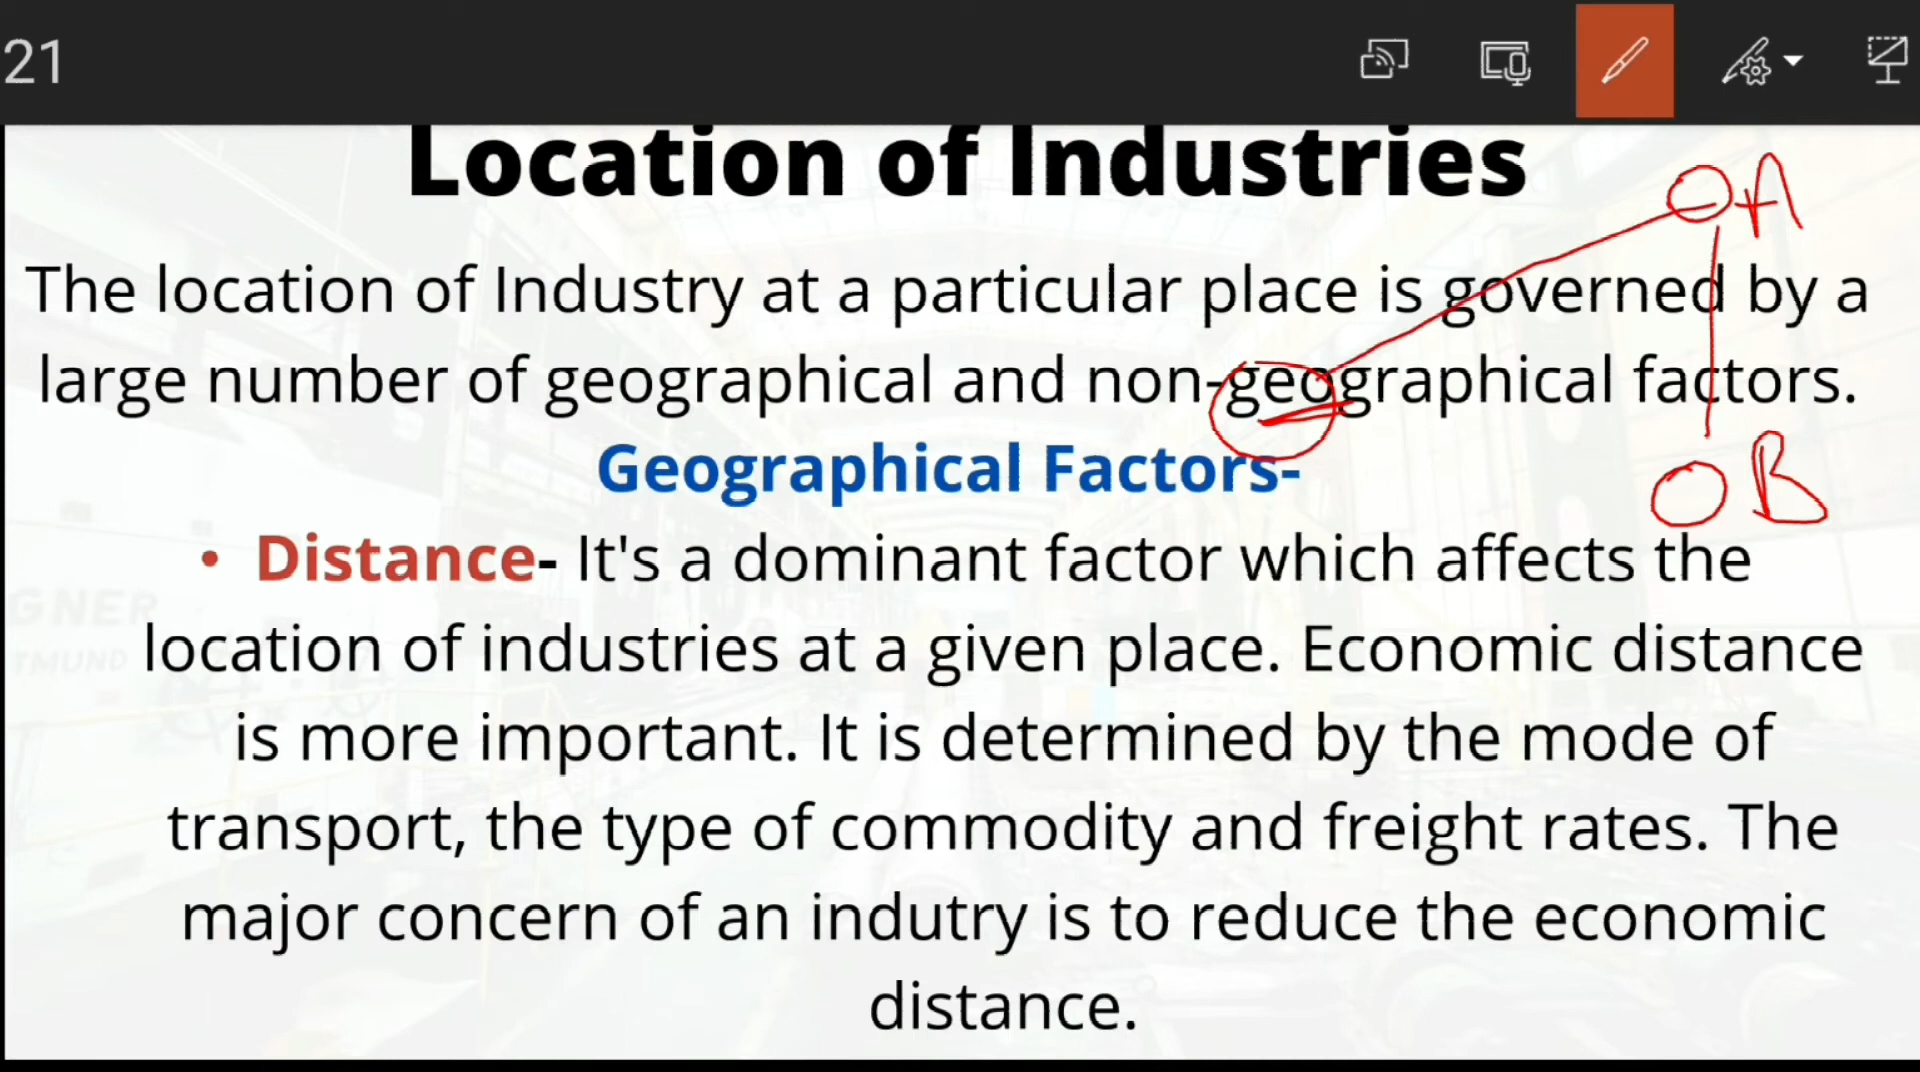 21
Location of Industries
A
The location of Industry at a particular place is governed by a
large number of geographical and non-geographical factors.
Geographical Factors-
B
• Distance- It's a dominant factor which affects the
location of industries at a given place. Economic distance
is more important. It is determined by the mode of
transport, the type of commodity and freight rates. The
major concern of an indutry is to reduce the economic
distance.
GNER
TMUND